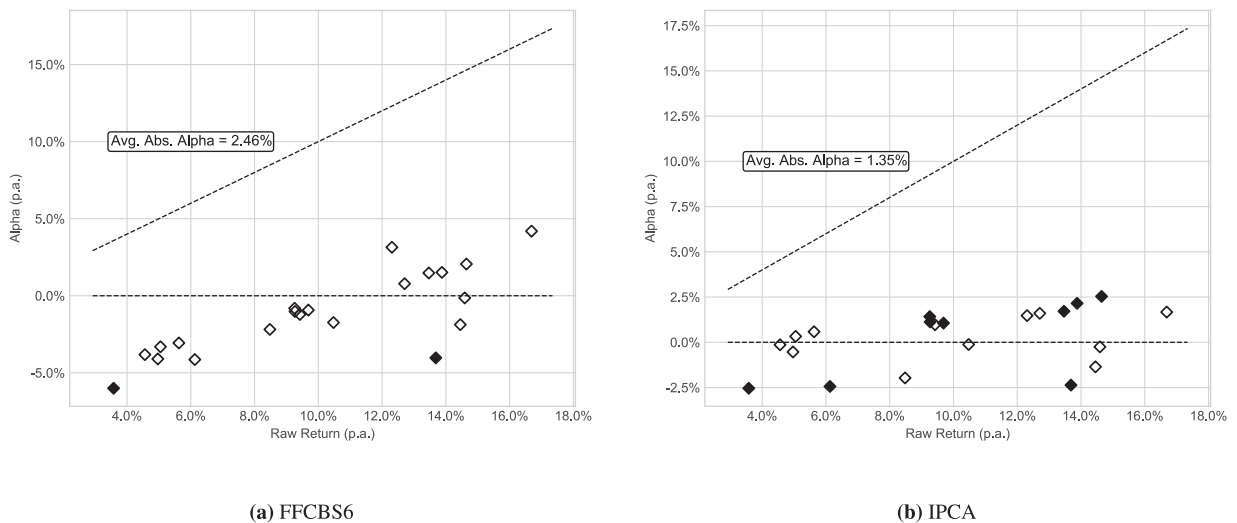 15.0%
10.0%
5.0%
0.0%
-5.0%
Alpha (p.a.)
Avg. Abs. Alpha = 2.46%
4.0% 6.0% 8.0% 10.0% 12.0% 14.0% 16.0% 18.0%
Raw Return (p.a.)
(a) FFCBS6
17.5%
15.0%
12.5%
10.0%
7.5%
5.0%
2.5%
0.0%
-2.5%
Alpha (p.a.)
Avg. Abs. Alpha = 1.35%
4.0% 6.0% 8.0% 10.0% 12.0% 14.0% 16.0% 18.0%
Raw Return (p.a.)
(b) IPCA